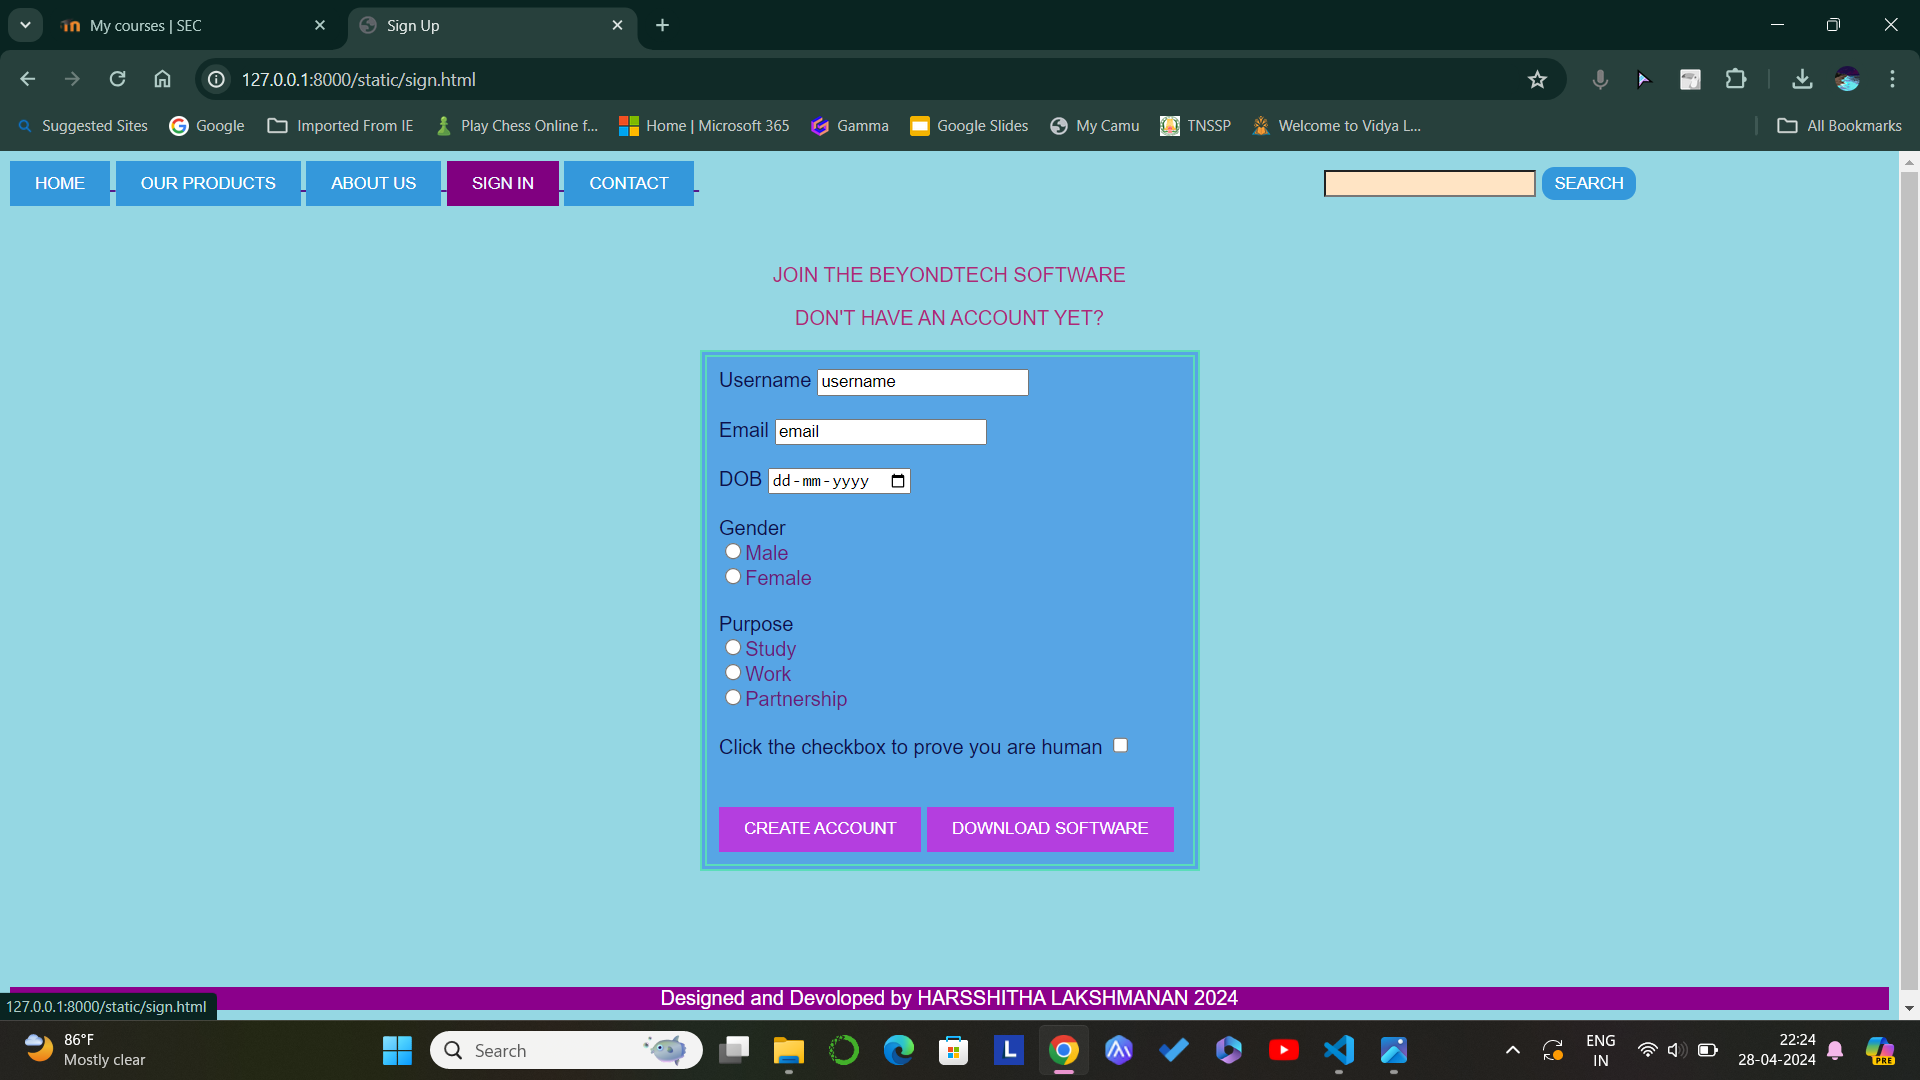 My courses | SEC
Sign Up
127.0.0.1:8000/static/sign.html
Suggested Sites
Google
Imported From IE
Play Chess Online f...
Home | Microsoft 365
Gamma
Google Slides
My Camu
TNSSP
Welcome to Vidya L...
All Bookmarks
HOME
OUR PRODUCTS
ABOUT US
SIGN IN
CONTACT
SEARCH
JOIN THE BEYONDTECH SOFTWARE
DON'T HAVE AN ACCOUNT YET?
Username username
Email email
DOB dd-mm-yyyy
Gender
Male
Female
Purpose
Study
Work
Partnership
Click the checkbox to prove you are human
CREATE ACCOUNT
DOWNLOAD SOFTWARE
Designed and Devoloped by HARSSHITHA LAKSHMANAN 2024
127.0.0.1:8000/static/sign.html
86°F
Mostly clear
Search
L
ENG
IN
22:24
28-04-2024
PRE